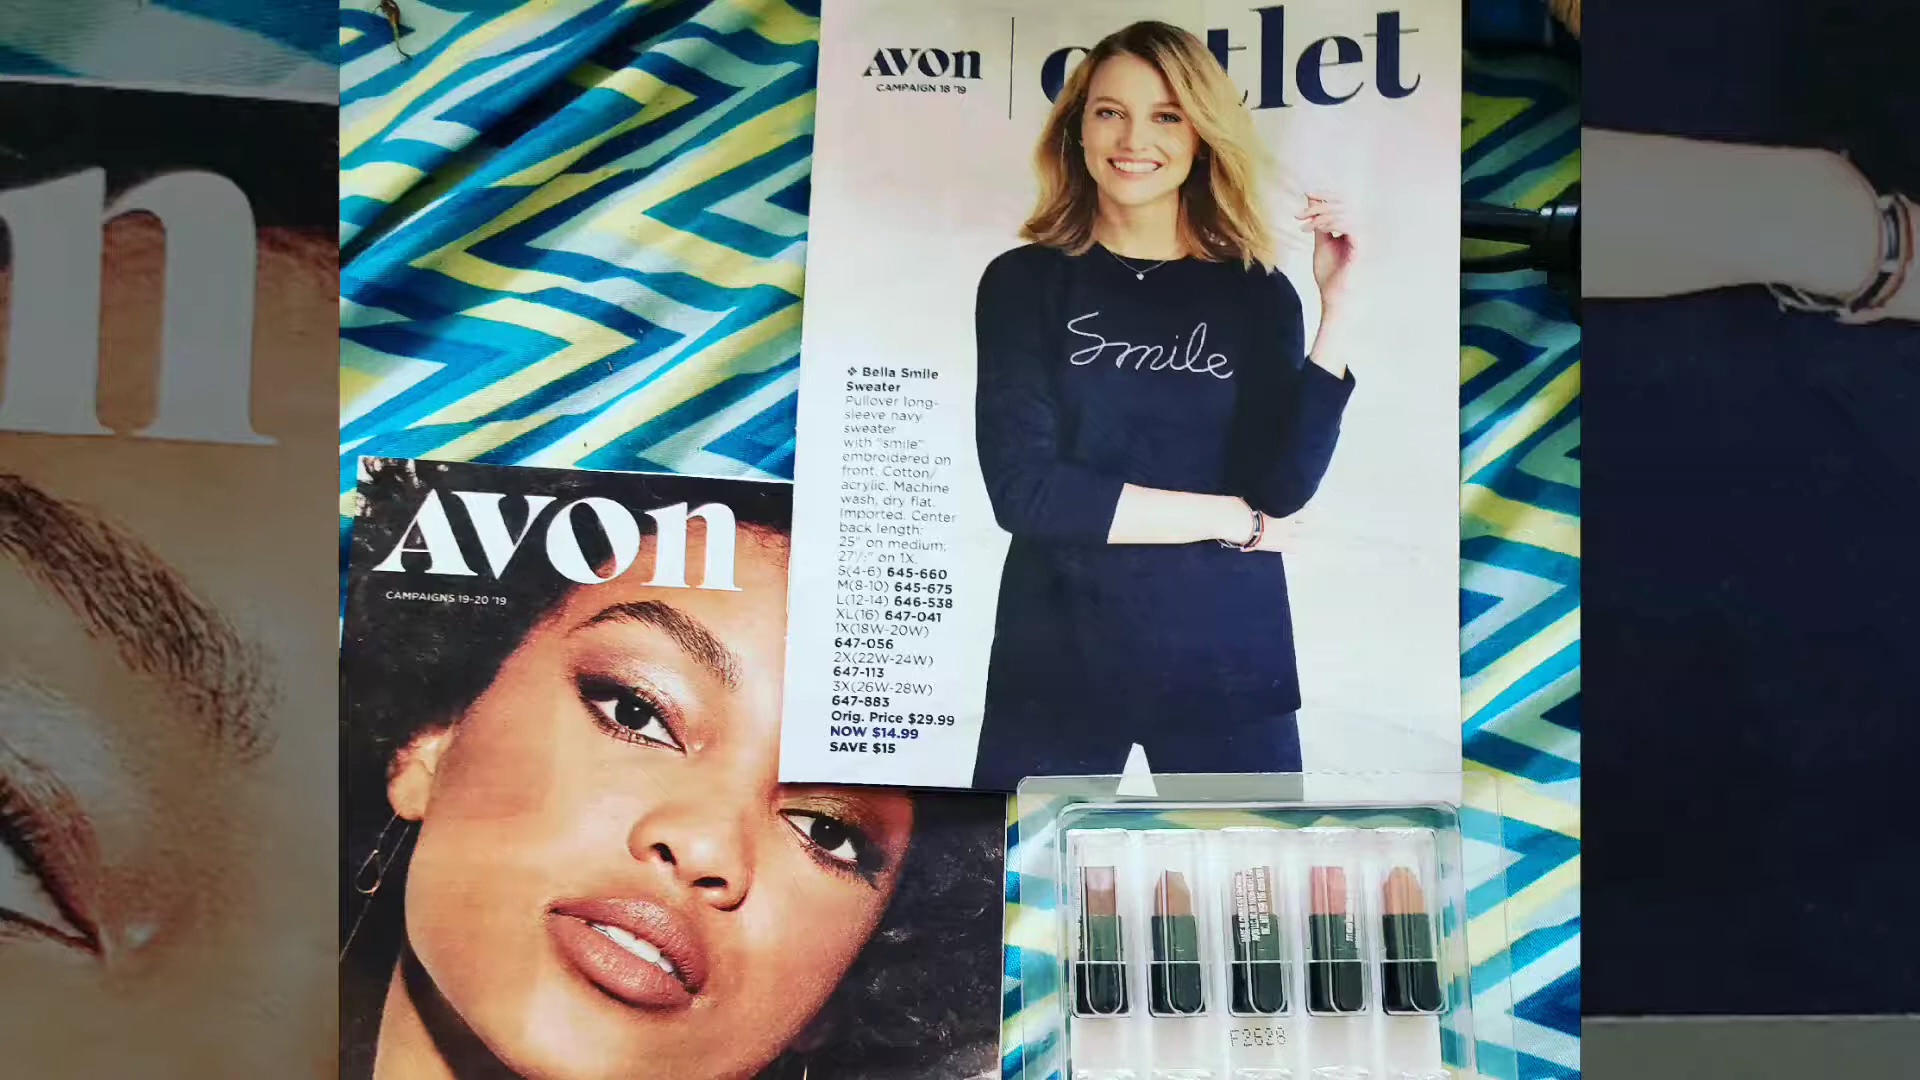 AVON
CAMPAIGN 18 '19
outlet
Smile
❖ Bella Smile
Sweater
Pullover long-
sleeve navy
sweater
with "smile"
embroidered on
front. Cotton/
acrylic. Machine
wash, dry flat.
Imported. Center
back length:
25" on medium;
27½" on 1X.
S(4-6) 645-660
M(8-10) 645-675
L(12-14) 646-538
XL(16) 647-041
1X(18W-20W)
647-056
2X(22W-24W)
647-113
3X(26W-28W)
647-883
Orig. Price $29.99
NOW $14.99
SAVE $15
AVON
CAMPAIGNS 19-20 '19
F2628
n